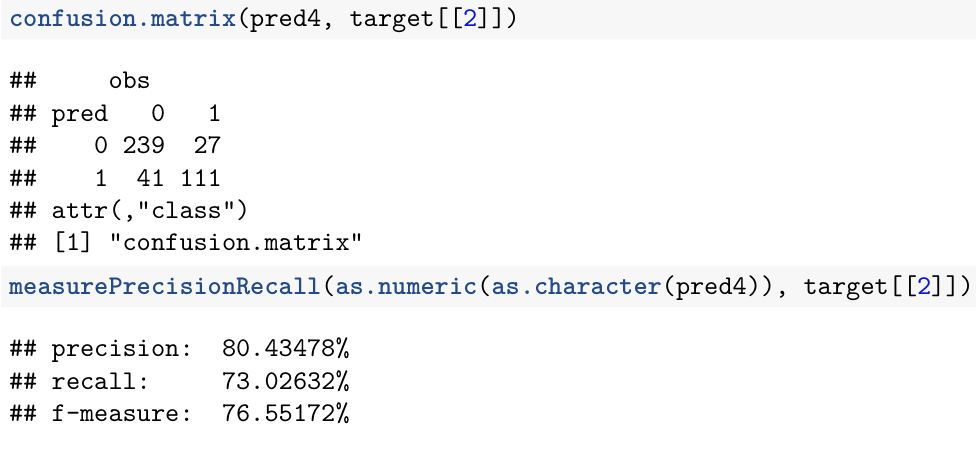 confusion.matrix(pred4, target[[2]])
##     obs
## pred   0   1
##    0 239  27
##    1  41 111
## attr(,"class")
## [1] "confusion.matrix"
measurePrecisionRecall(as.numeric(as.character(pred4)), target[[2]])
## precision:  80.43478%
## recall:     73.02632%
## f-measure:  76.55172%